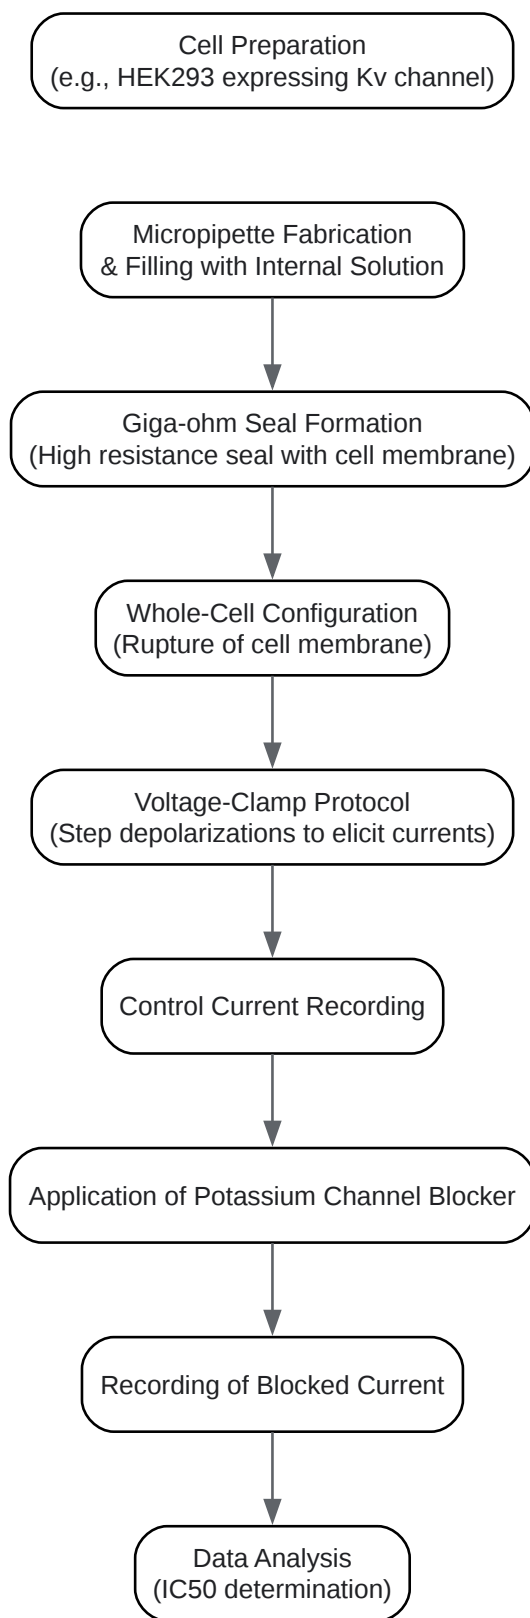 Cell Preparation
(e.g., HEK293 expressing Kv channel)
Micropipette Fabrication
& Filling with Internal Solution
Giga-ohm Seal Formation
(High resistance seal with cell membrane)
Whole-Cell Configuration
(Rupture of cell membrane)
Voltage-Clamp Protocol
(Step depolarizations to elicit currents)
Control Current Recording
Application of Potassium Channel Blocker
Recording of Blocked Current
Data Analysis
(IC50 determination)